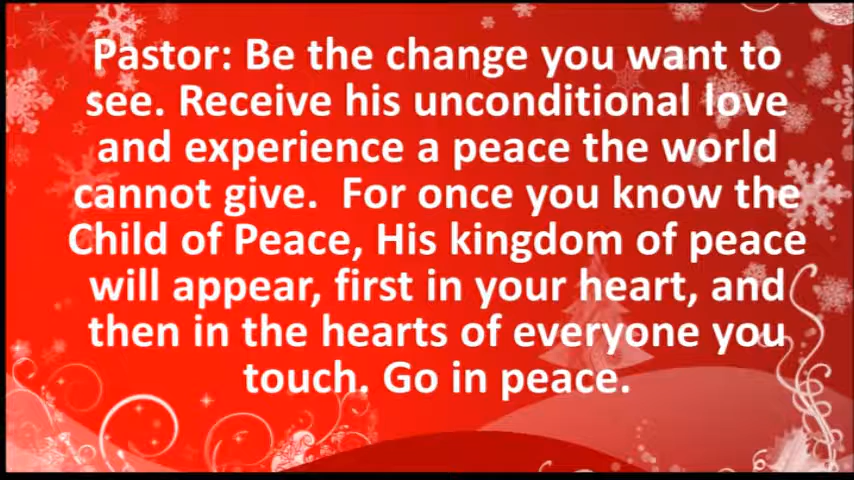 Pastor: Be the change you want to
see. Receive his unconditional love
and experience a peace the world
cannot give.  For once you know the
Child of Peace, His kingdom of peace
will appear, first in your heart, and
then in the hearts of everyone you
touch. Go in peace.